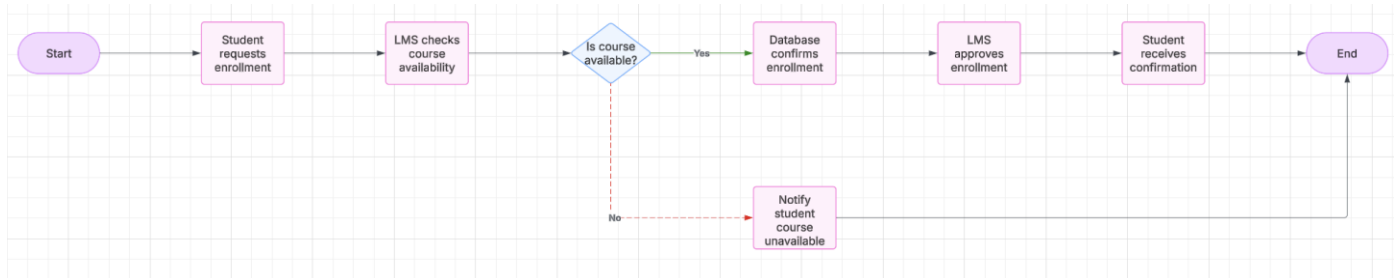 Start
Student
requests
enrollment
LMS checks
course
availability
Is course
available?
Yes
Database
confirms
enrollment
LMS
approves
enrollment
Student
receives
confirmation
End
No
Notify
student
course
unavailable